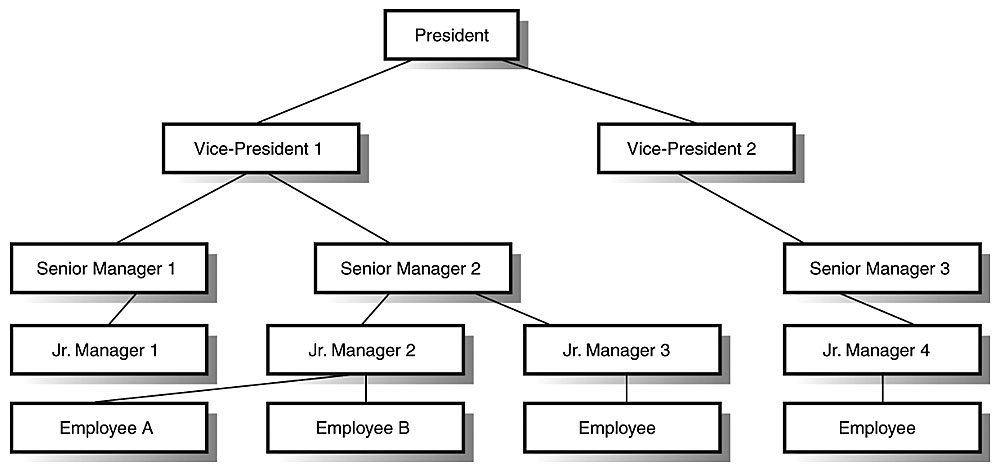 President
Vice-President 1
Vice-President 2
Senior Manager 1
Senior Manager 2
Senior Manager 3
Jr. Manager 1
Jr. Manager 2
Jr. Manager 3
Jr. Manager 4
Employee A
Employee B
Employee
Employee